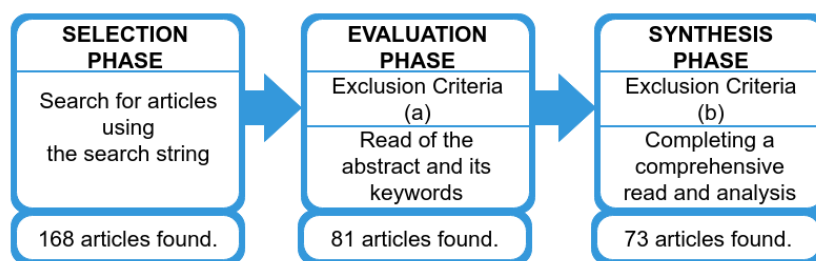 SELECTION
PHASE
Search for articles
using
the search string
168 articles found.
EVALUATION
PHASE
Exclusion Criteria
(a)
Read of the
abstract and its
keywords
81 articles found.
SYNTHESIS
PHASE
Exclusion Criteria
(b)
Completing a
comprehensive
read and analysis
73 articles found.